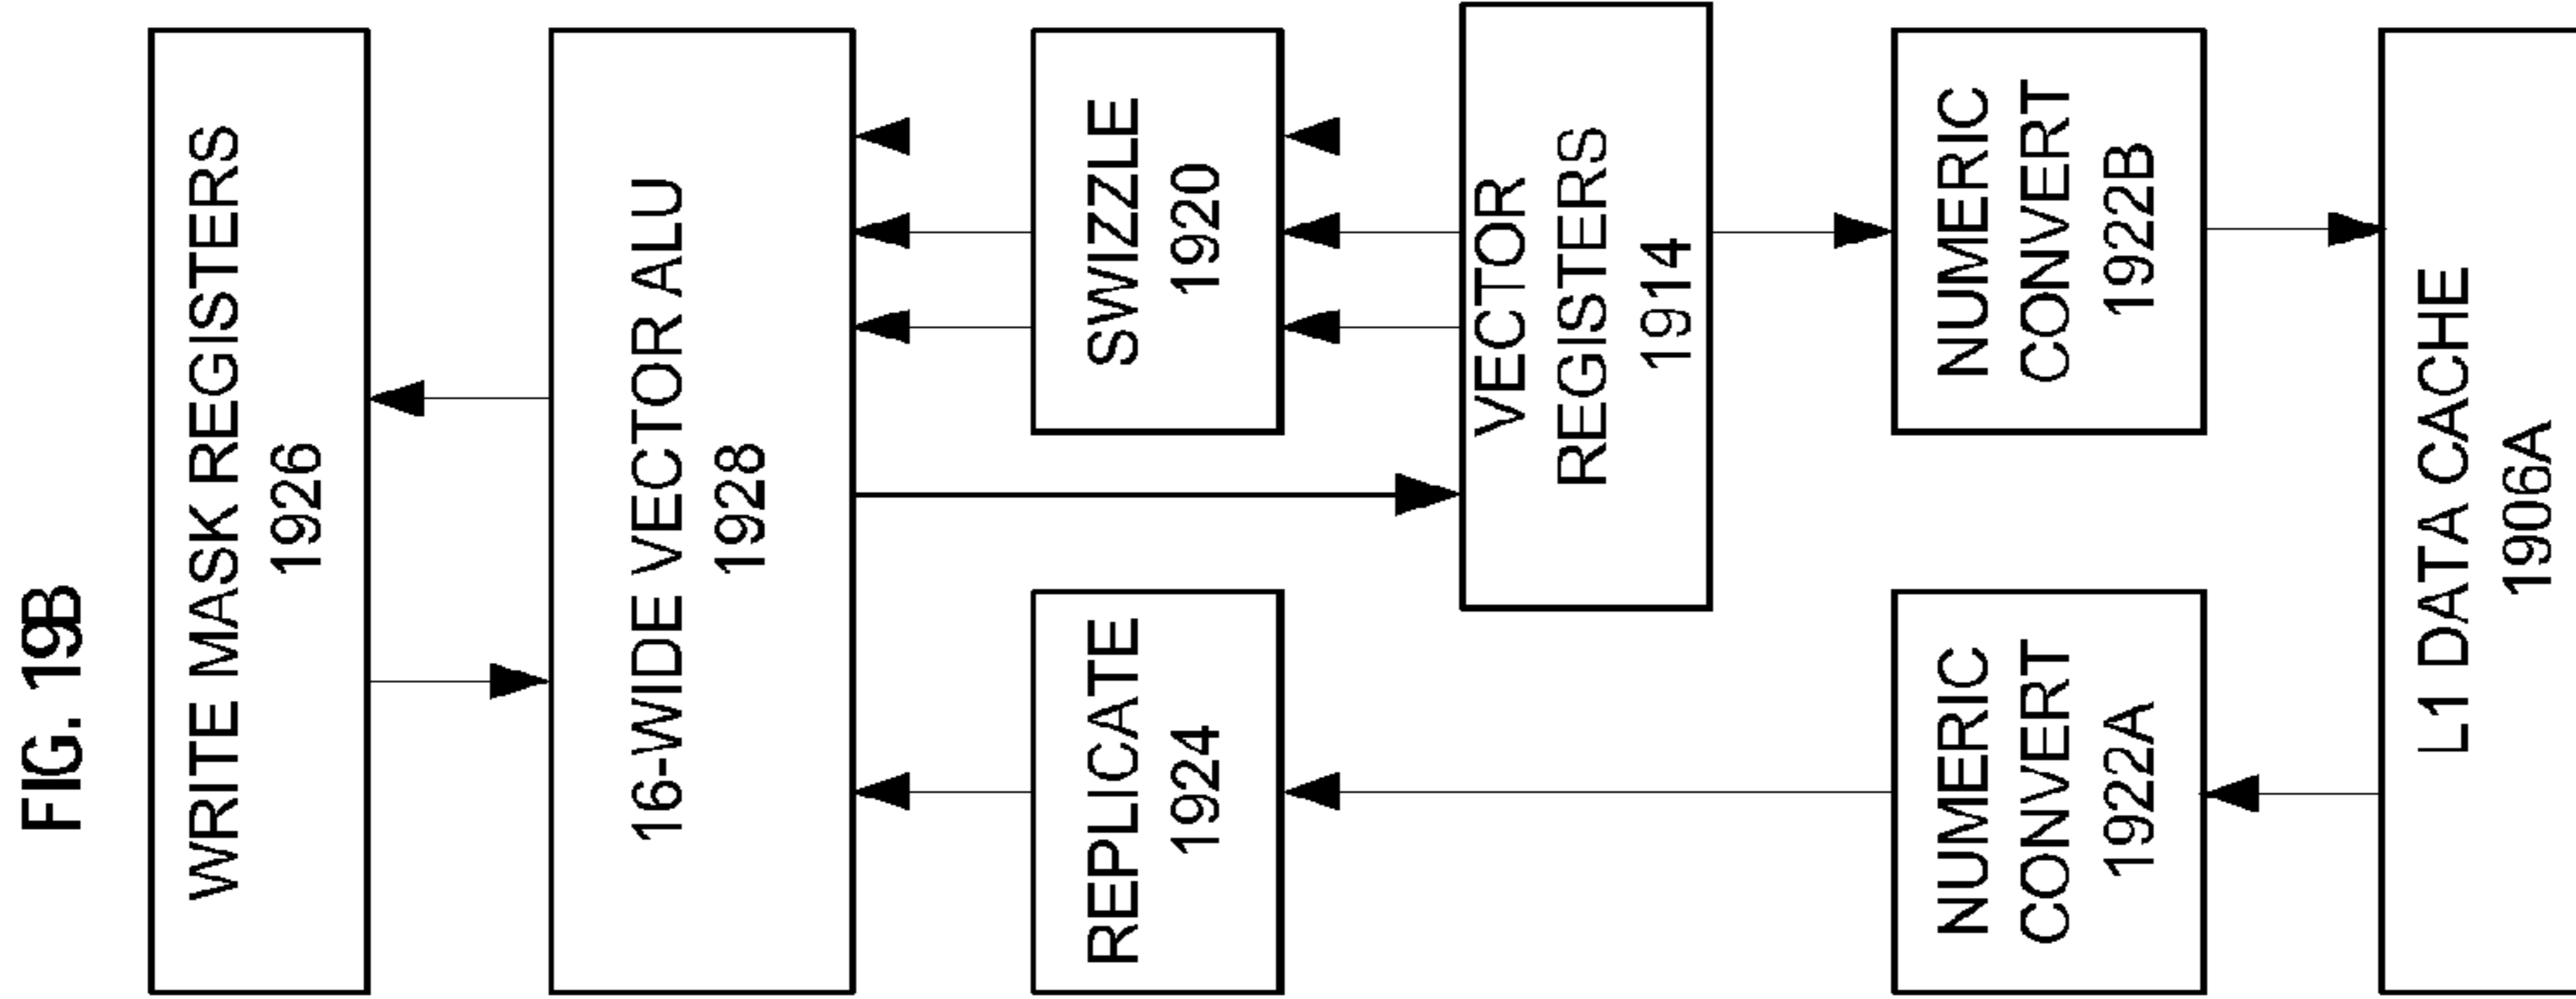 FIG. 19B
WRITE MASK REGISTERS
1926
16-WIDE VECTOR ALU
1928
REPLICATE
1924
SWIZZLE
1920
VECTOR
REGISTERS
1914
NUMERIC
CONVERT
1922A
NUMERIC
CONVERT
1922B
L1 DATA CACHE
1906A